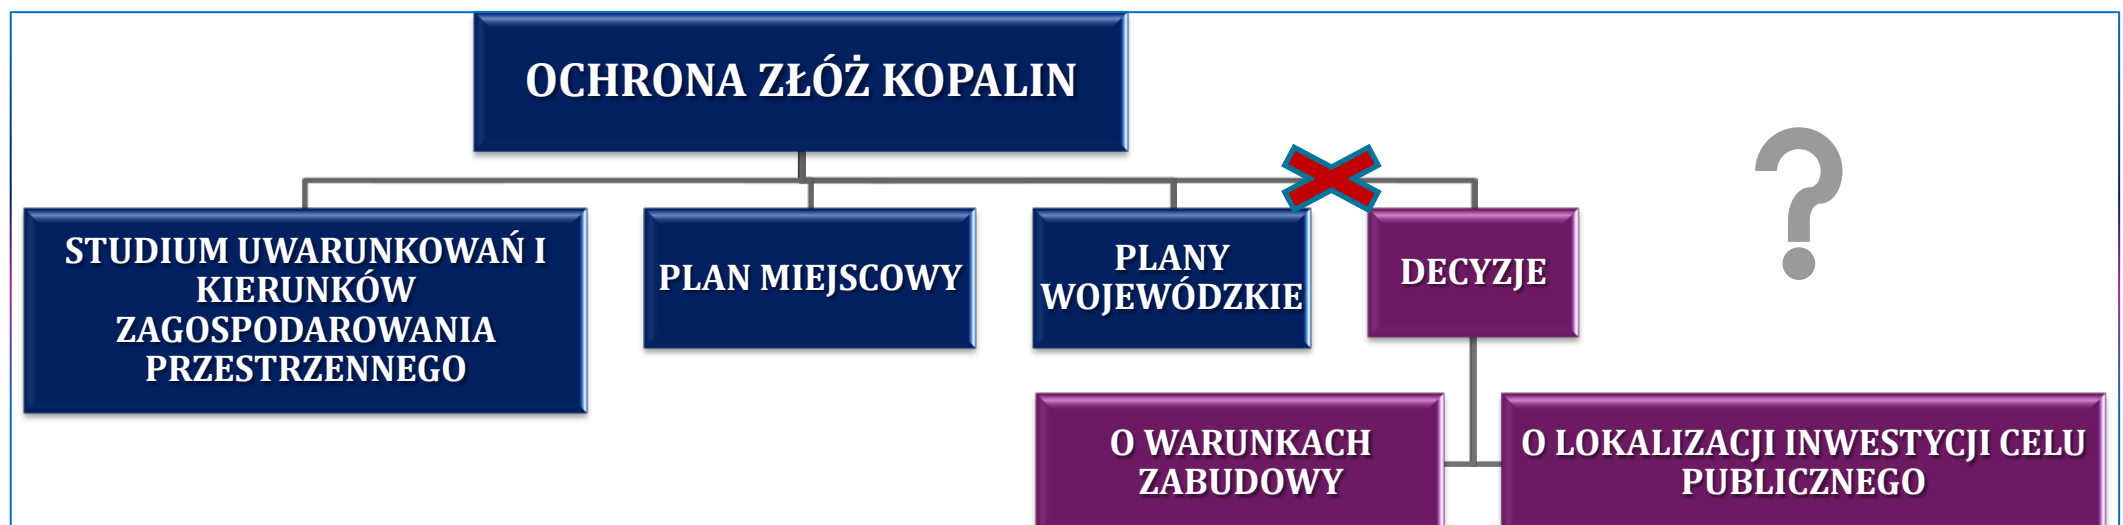 OCHRONA ZŁÓŻ KOPALIN
?
STUDIUM UWARUNKOWAŃ I
KIERUNKÓW
ZAGOSPODAROWANIA
PRZESTRZENNEGO
PLAN MIEJSCOWY
PLANY
WOJEWÓDZKIE
DECYZJE
O WARUNKACH
ZABUDOWY
O LOKALIZACJI INWESTYCJI CELU
PUBLICZNEGO